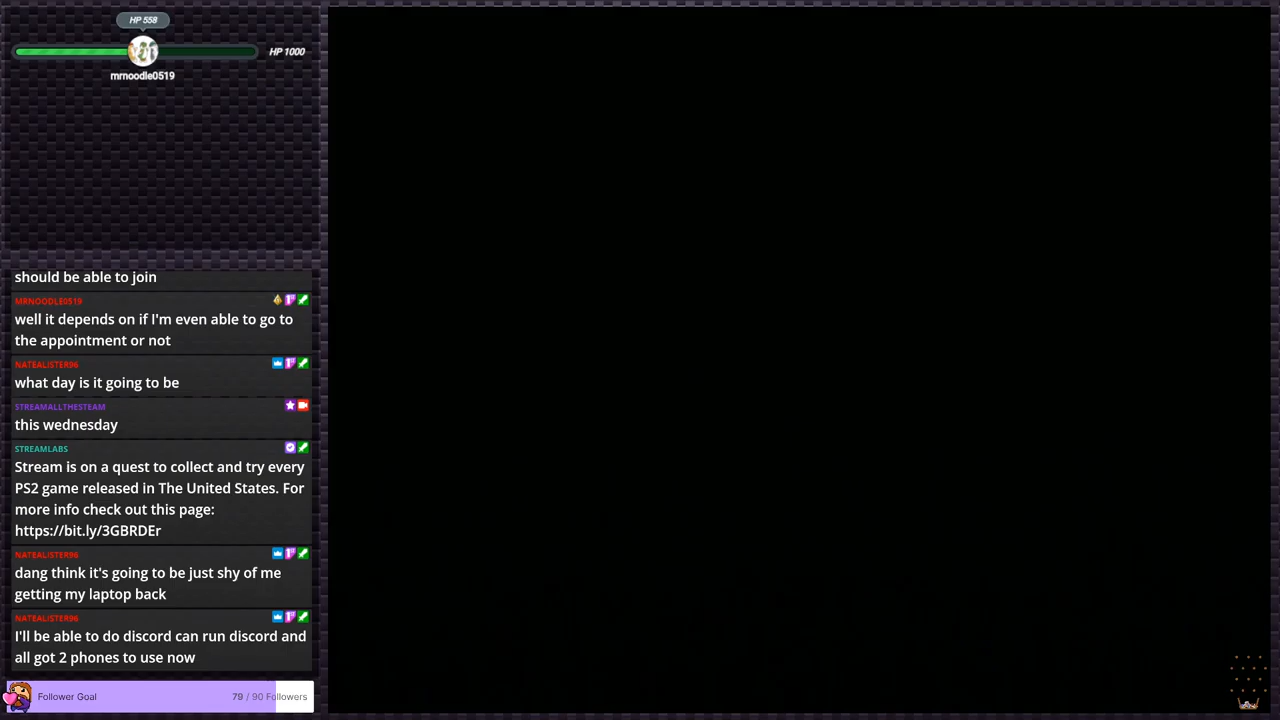 HP 558
HP 1000
mrnoodle0519
should be able to join
MRNOODLE0519
well it depends on if I'm even able to go to
the appointment or not
NATEALISTER96
what day is it going to be
STREAMALLTHESTEAM
this wednesday
STREAMLABS
Stream is on a quest to collect and try every
PS2 game released in The United States. For
more info check out this page:
https://bit.ly/3GBRDEr
NATEALISTER96
dang think it's going to be just shy of me
getting my laptop back
NATEALISTER96
I'll be able to do discord can run discord and
all got 2 phones to use now
Follower Goal
79 / 90 Followers